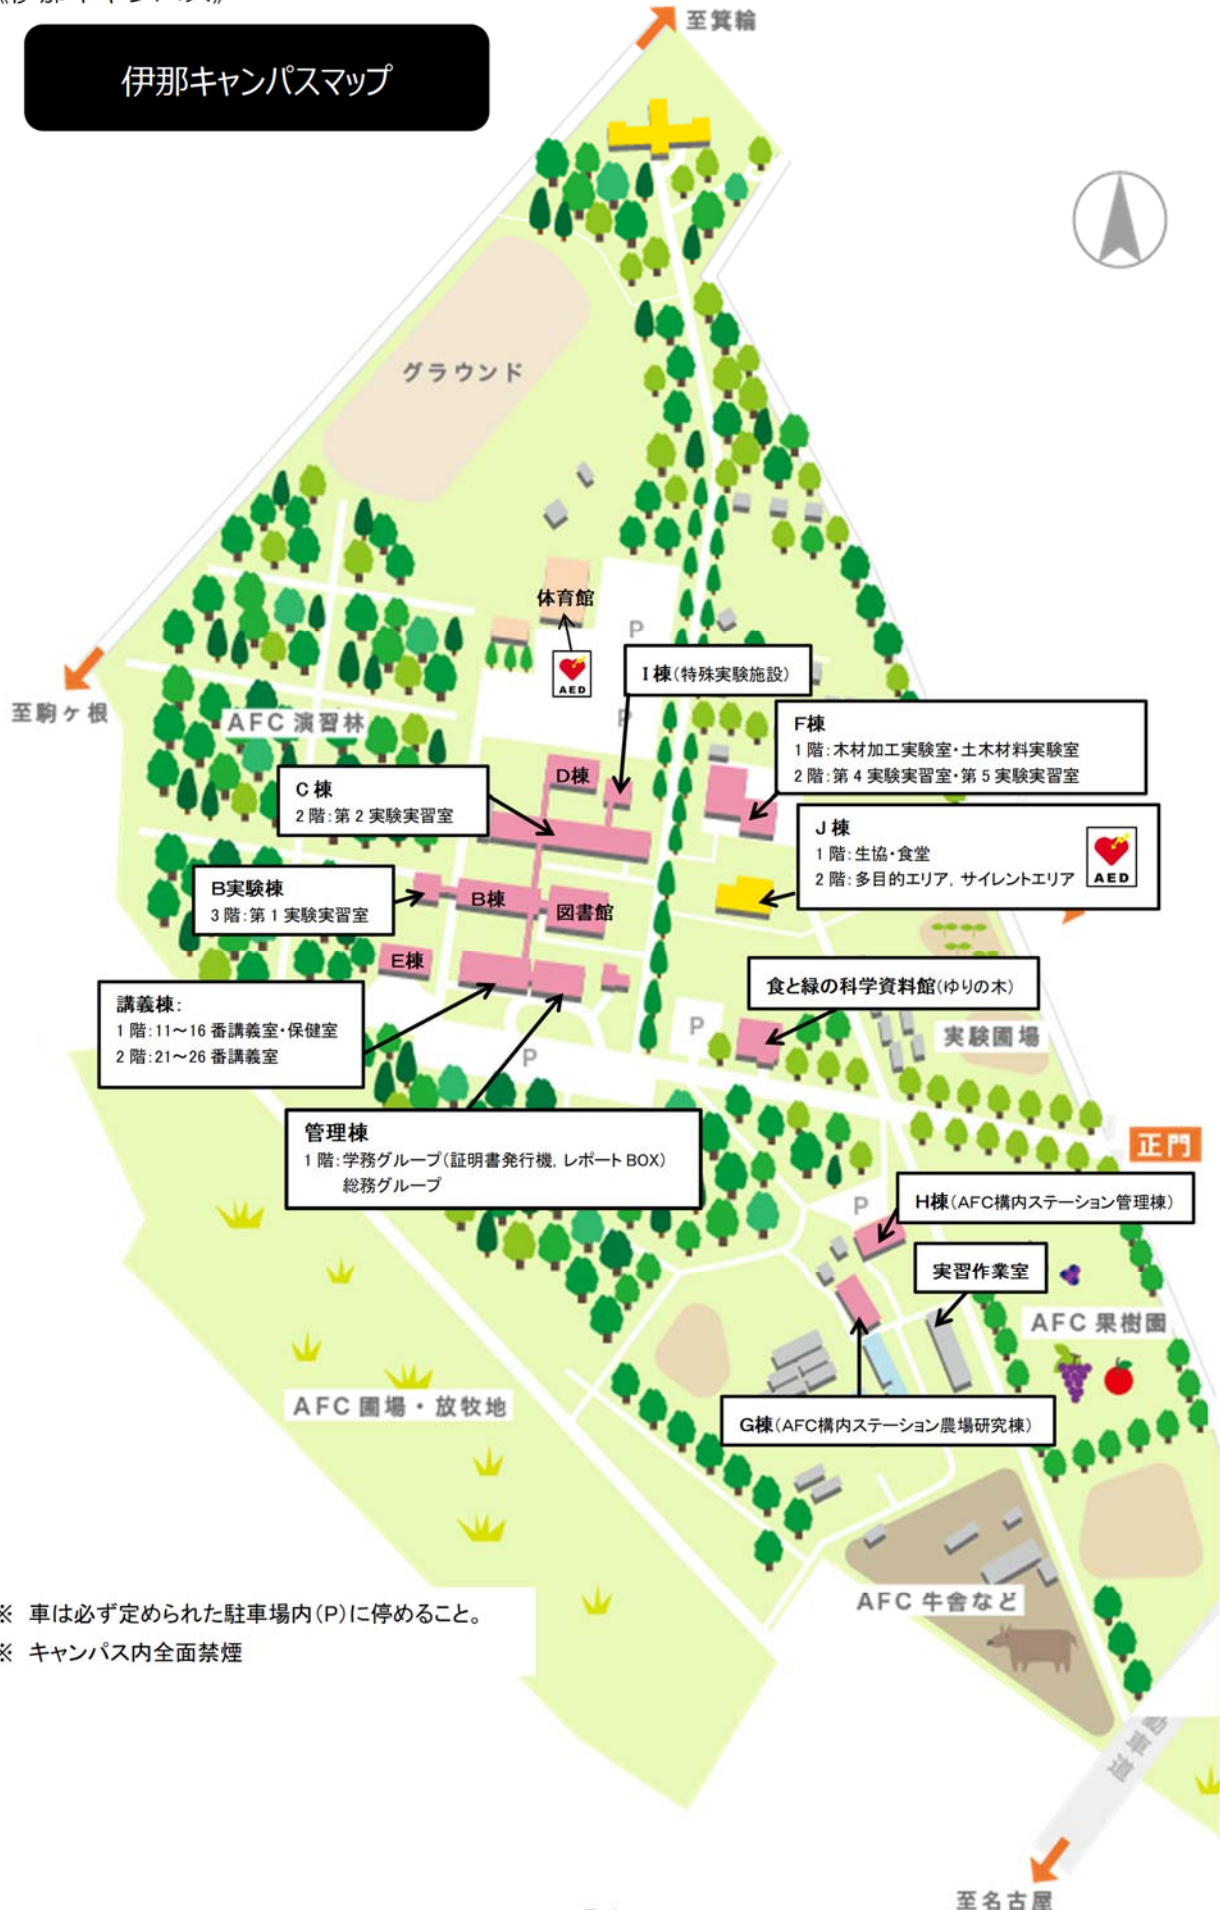 伊那キャンパスマップ
至箕輪
グラウンド
体育館
AED
P
I棟(特殊実験施設)
至駒ヶ根
AFC 演習林
P
F棟
1階:木材加工実験室・土木材料実験室
2階:第4実験実習室・第5実験実習室
D棟
C棟
2階:第2実験実習室
J棟
1階:生協・食堂
2階:多目的エリア, サイレントエリア
AED
B実験棟
3階:第1実験実習室
B棟
図書館
E棟
食と緑の科学資料館(ゆりの木)
講義棟:
1階:11~16番講義室・保健室
2階:21~26番講義室
P
実験圃場
P
管理棟
1階:学務グループ(証明書発行機, レポートBOX)
総務グループ
正門
P
H棟(AFC構内ステーション管理棟)
実習作業室
AFC 果樹園
AFC 圃場・放牧地
G棟(AFC構内ステーション農場研究棟)
AFC 牛舎など
※ 車は必ず定められた駐車場内(P)に停めること。
※ キャンパス内全面禁煙
動車道
至名古屋